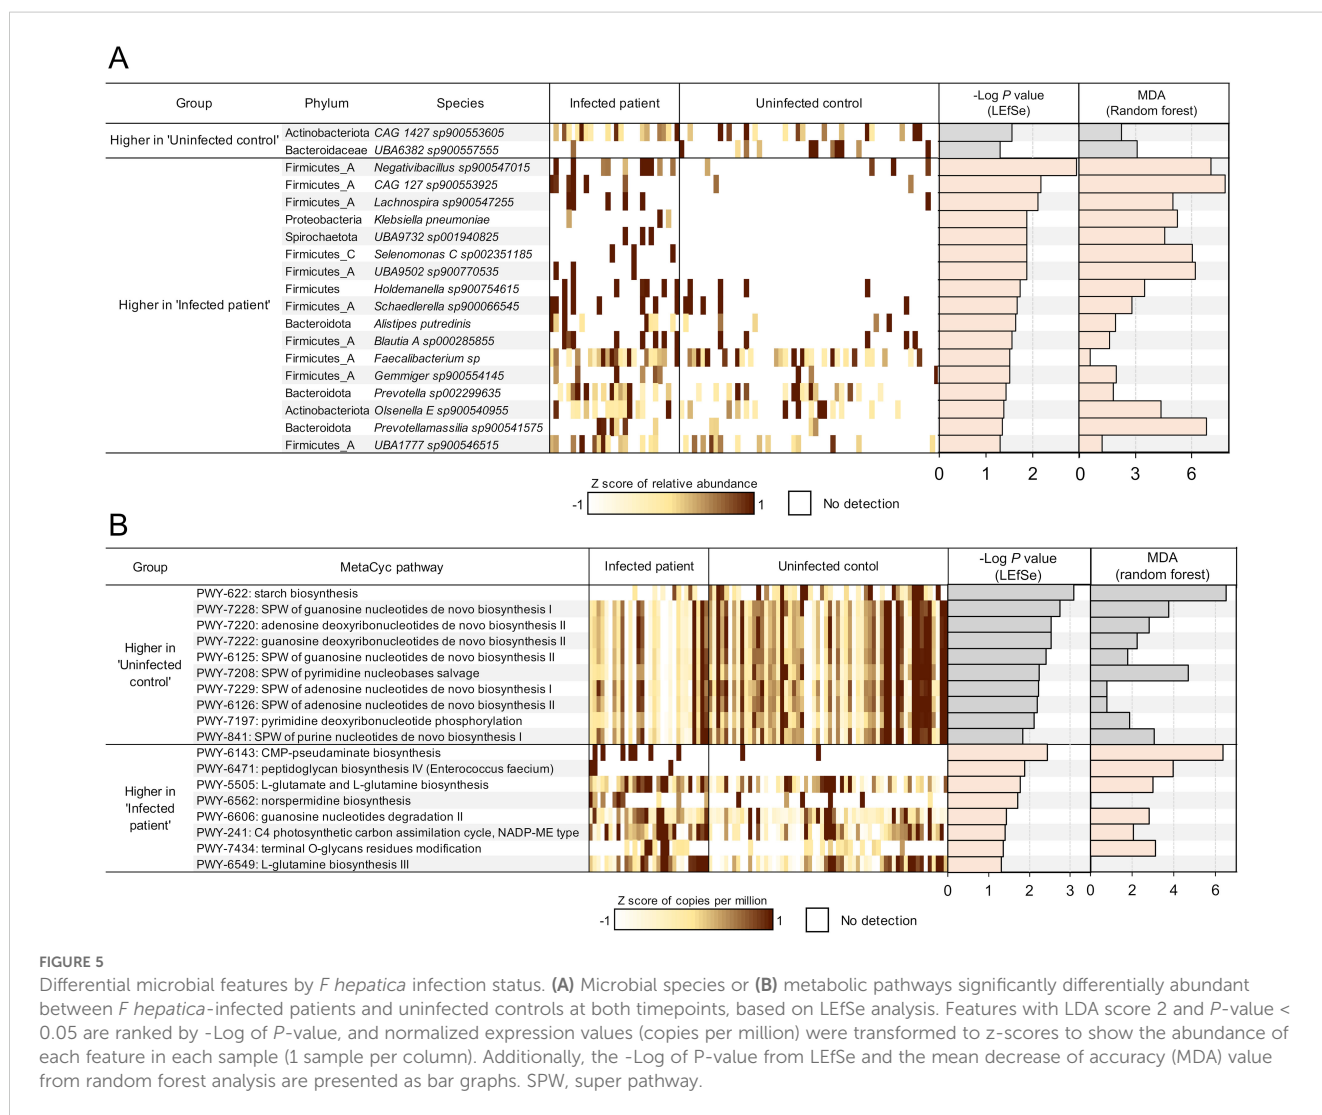 A
Group Phylum Species Infected patient Uninfected control -Log P value (LEfSe) MDA (Random forest)
Higher in 'Uninfected control'
Actinobacteriota CAG 1427 sp900553605
Bacteroidaceae UBA6382 sp900557555
Higher in 'Infected patient'
Firmicutes_A Negativibacillus sp900547015
Firmicutes_A CAG 127 sp900553925
Firmicutes_A Lachnospira sp900547255
Proteobacteria Klebsiella pneumoniae
Spirochaetota UBA9732 sp001940825
Firmicutes_C Selenomonas C sp002351185
Firmicutes_A UBA9502 sp900770535
Firmicutes Holdemanella sp900754615
Firmicutes_A Schaedlerella sp900066545
Bacteroidota Alistipes putredinis
Firmicutes_A Blautia A sp000285855
Firmicutes_A Faecalibacterium sp
Firmicutes_A Gemmiger sp900554145
Bacteroidota Prevotella sp002299635
Actinobacteriota Olsenella E sp900540955
Bacteroidota Prevotellamassilia sp900541575
Firmicutes_A UBA1777 sp900546515
0 1 2 0 3 6
Z score of relative abundance
-1 1 No detection
B
Group MetaCyc pathway Infected patient Uninfected contol -Log P value (LEfSe) MDA (random forest)
Higher in
'Uninfected
control'
PWY-622: starch biosynthesis
PWY-7228: SPW of guanosine nucleotides de novo biosynthesis I
PWY-7220: adenosine deoxyribonucleotides de novo biosynthesis II
PWY-7222: guanosine deoxyribonucleotides de novo biosynthesis II
PWY-6125: SPW of guanosine nucleotides de novo biosynthesis II
PWY-7208: SPW of pyrimidine nucleobases salvage
PWY-7229: SPW of adenosine nucleotides de novo biosynthesis I
PWY-6126: SPW of adenosine nucleotides de novo biosynthesis II
PWY-7197: pyrimidine deoxyribonucleotide phosphorylation
PWY-841: SPW of purine nucleotides de novo biosynthesis I
Higher in
'Infected
patient'
PWY-6143: CMP-pseudaminate biosynthesis
PWY-6471: peptidoglycan biosynthesis IV (Enterococcus faecium)
PWY-5505: L-glutamate and L-glutamine biosynthesis
PWY-6562: norspermidine biosynthesis
PWY-6606: guanosine nucleotides degradation II
PWY-241: C4 photosynthetic carbon assimilation cycle, NADP-ME type
PWY-7434: terminal O-glycans residues modification
PWY-6549: L-glutamine biosynthesis III
0 1 2 3 0 2 4 6
Z score of copies per million
-1 1 No detection
FIGURE 5
Differential microbial features by F hepatica infection status. (A) Microbial species or (B) metabolic pathways significantly differentially abundant
between F hepatica-infected patients and uninfected controls at both timepoints, based on LEfSe analysis. Features with LDA score 2 and P-value <
0.05 are ranked by -Log of P-value, and normalized expression values (copies per million) were transformed to z-scores to show the abundance of
each feature in each sample (1 sample per column). Additionally, the -Log of P-value from LEfSe and the mean decrease of accuracy (MDA) value
from random forest analysis are presented as bar graphs. SPW, super pathway.